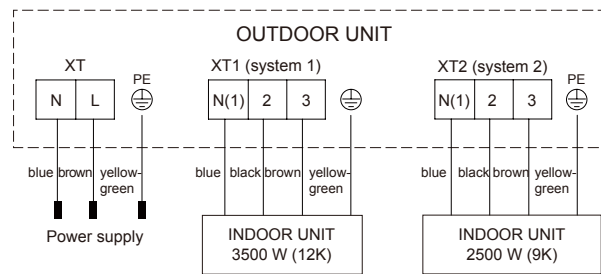 OUTDOOR UNIT
XT
XT1 (system 1)
XT2 (system 2)
PE
PE
N L
N(1) 2 3
N(1) 2 3
blue brown yellow-
green
blue black brown yellow-
green
blue black brown yellow-
green
Power supply
INDOOR UNIT
3500 W (12K)
INDOOR UNIT
2500 W (9K)